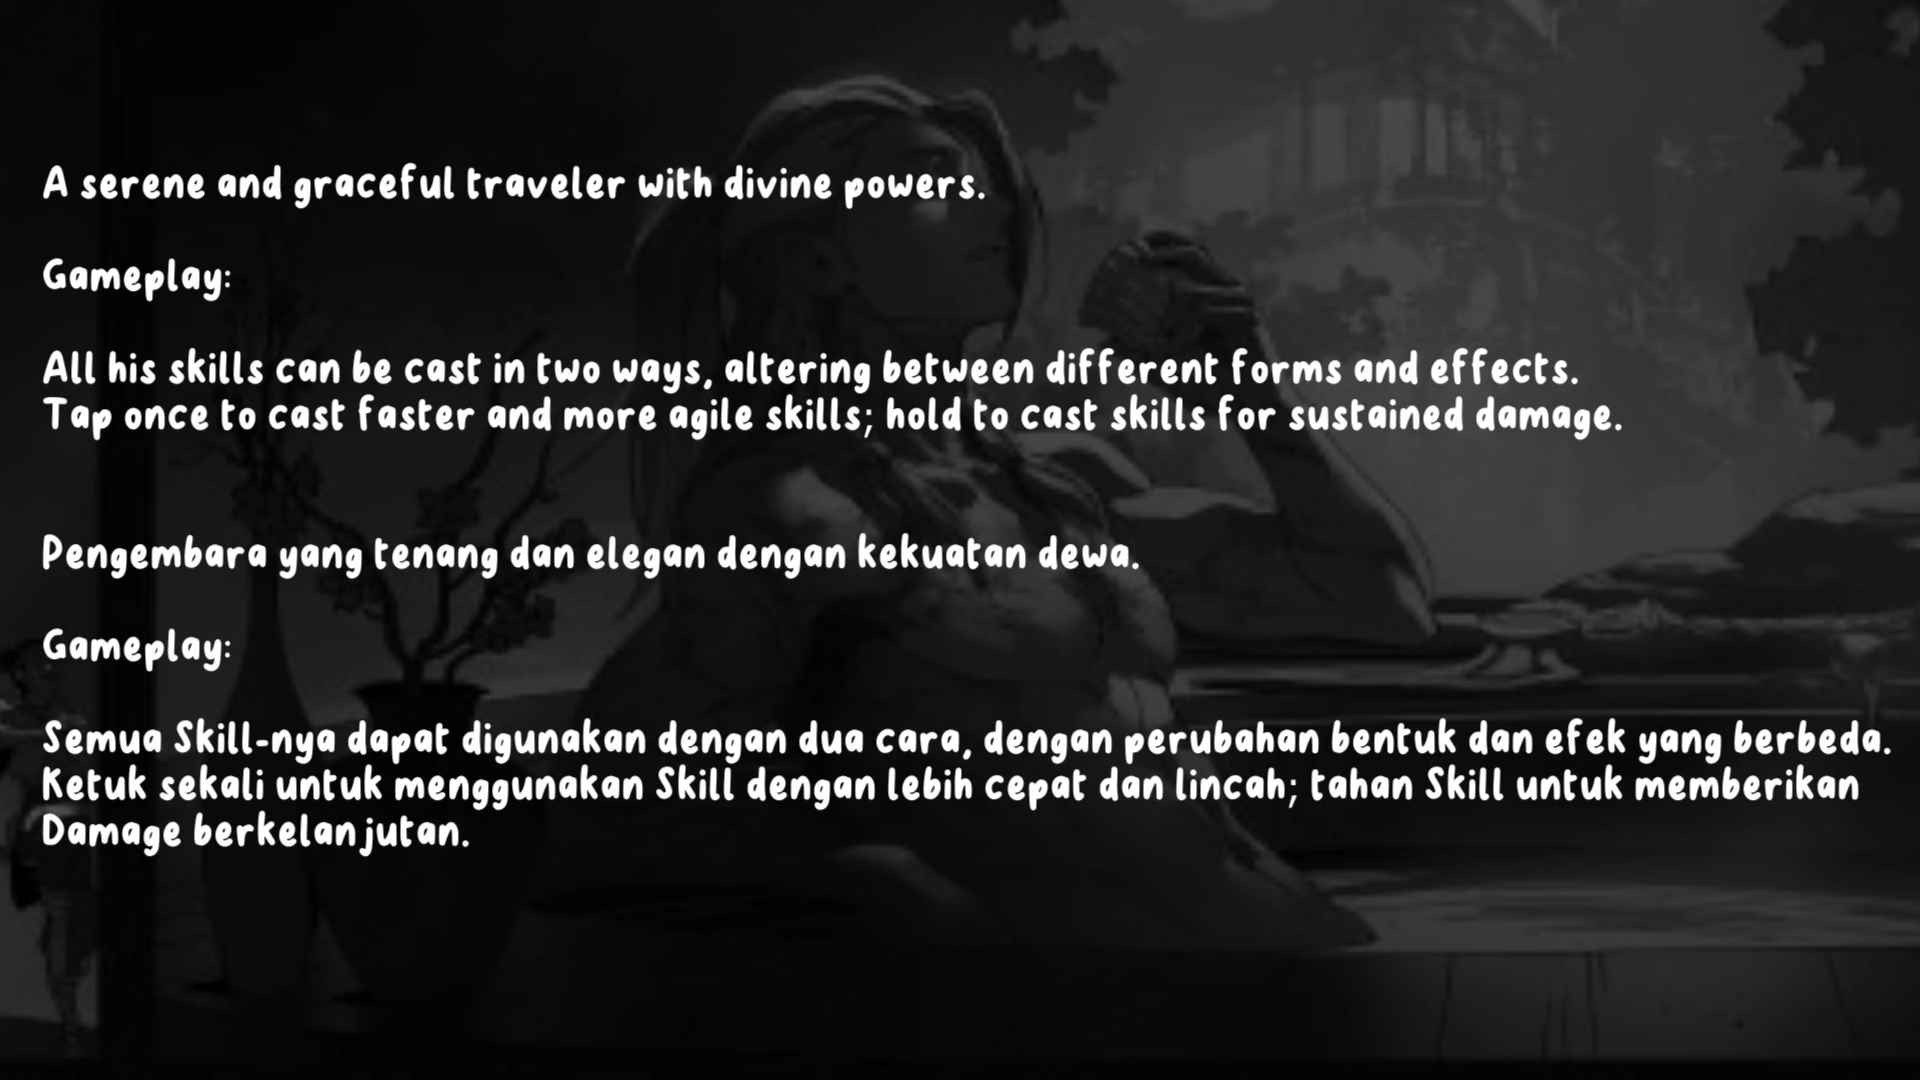 A serene and graceful traveler with divine powers.
Gameplay:
All his skills can be cast in two ways, altering between different forms and effects.
Tap once to cast faster and more agile skills; hold to cast skills for sustained damage.
Pengembara yang tenang dan elegan dengan kekuatan dewa.
Gameplay:
Semua Skill-nya dapat digunakan dengan dua cara, dengan perubahan bentuk dan efek yang berbeda.
Ketuk sekali untuk menggunakan Skill dengan lebih cepat dan lincah; tahan Skill untuk memberikan
Damage berkelanjutan.